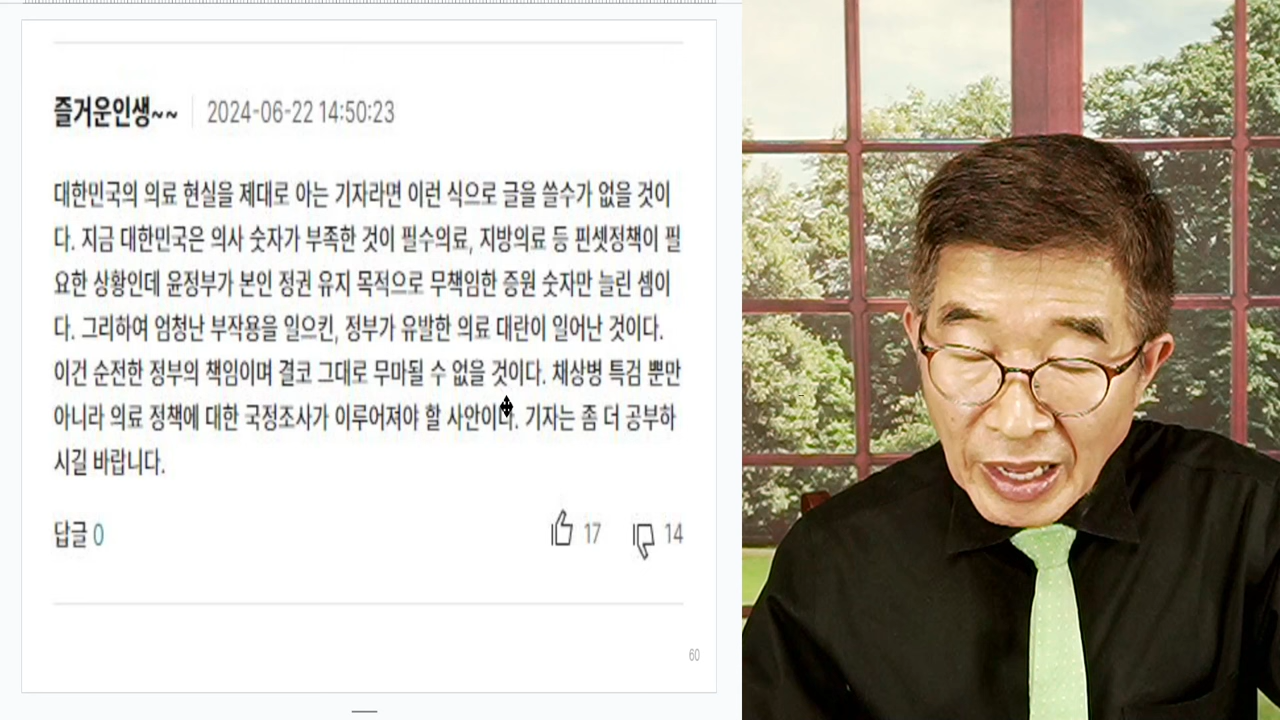 즐거운인생~~ 2024-06-22 14:50:23
대한민국의 의료 현실을 제대로 아는 기자라면 이런 식으로 글을 쓸수가 없을 것이
다. 지금 대한민국은 의사 숫자가 부족한 것이 필수의료, 지방의료 등 핀셋정책이 필
요한 상황인데 윤정부가 본인 정권 유지 목적으로 무책임한 증원 숫자만 늘린 셈이
다. 그리하여 엄청난 부작용을 일으킨, 정부가 유발한 의료 대란이 일어난 것이다.
이건 순전한 정부의 책임이며 결코 그대로 무마될 수 없을 것이다. 채상병 특검 뿐만
아니라 의료 정책에 대한 국정조사가 이루어져야 할 사안이다. 기자는 좀 더 공부하
시길 바랍니다.
답글 0 17 14
60